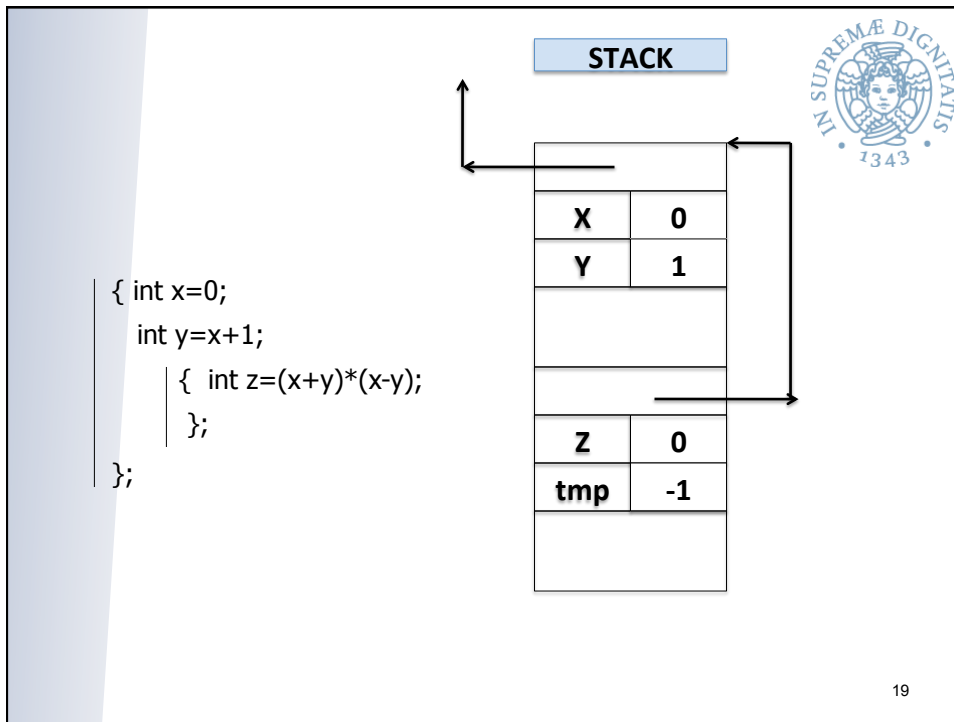 STACK
IN SUPREMÆ DIGNITATIS
• 1343 •
X 0
Y 1
{ int x=0;
int y=x+1;
{ int z=(x+y)*(x-y);
};
};
Z 0
tmp -1
19